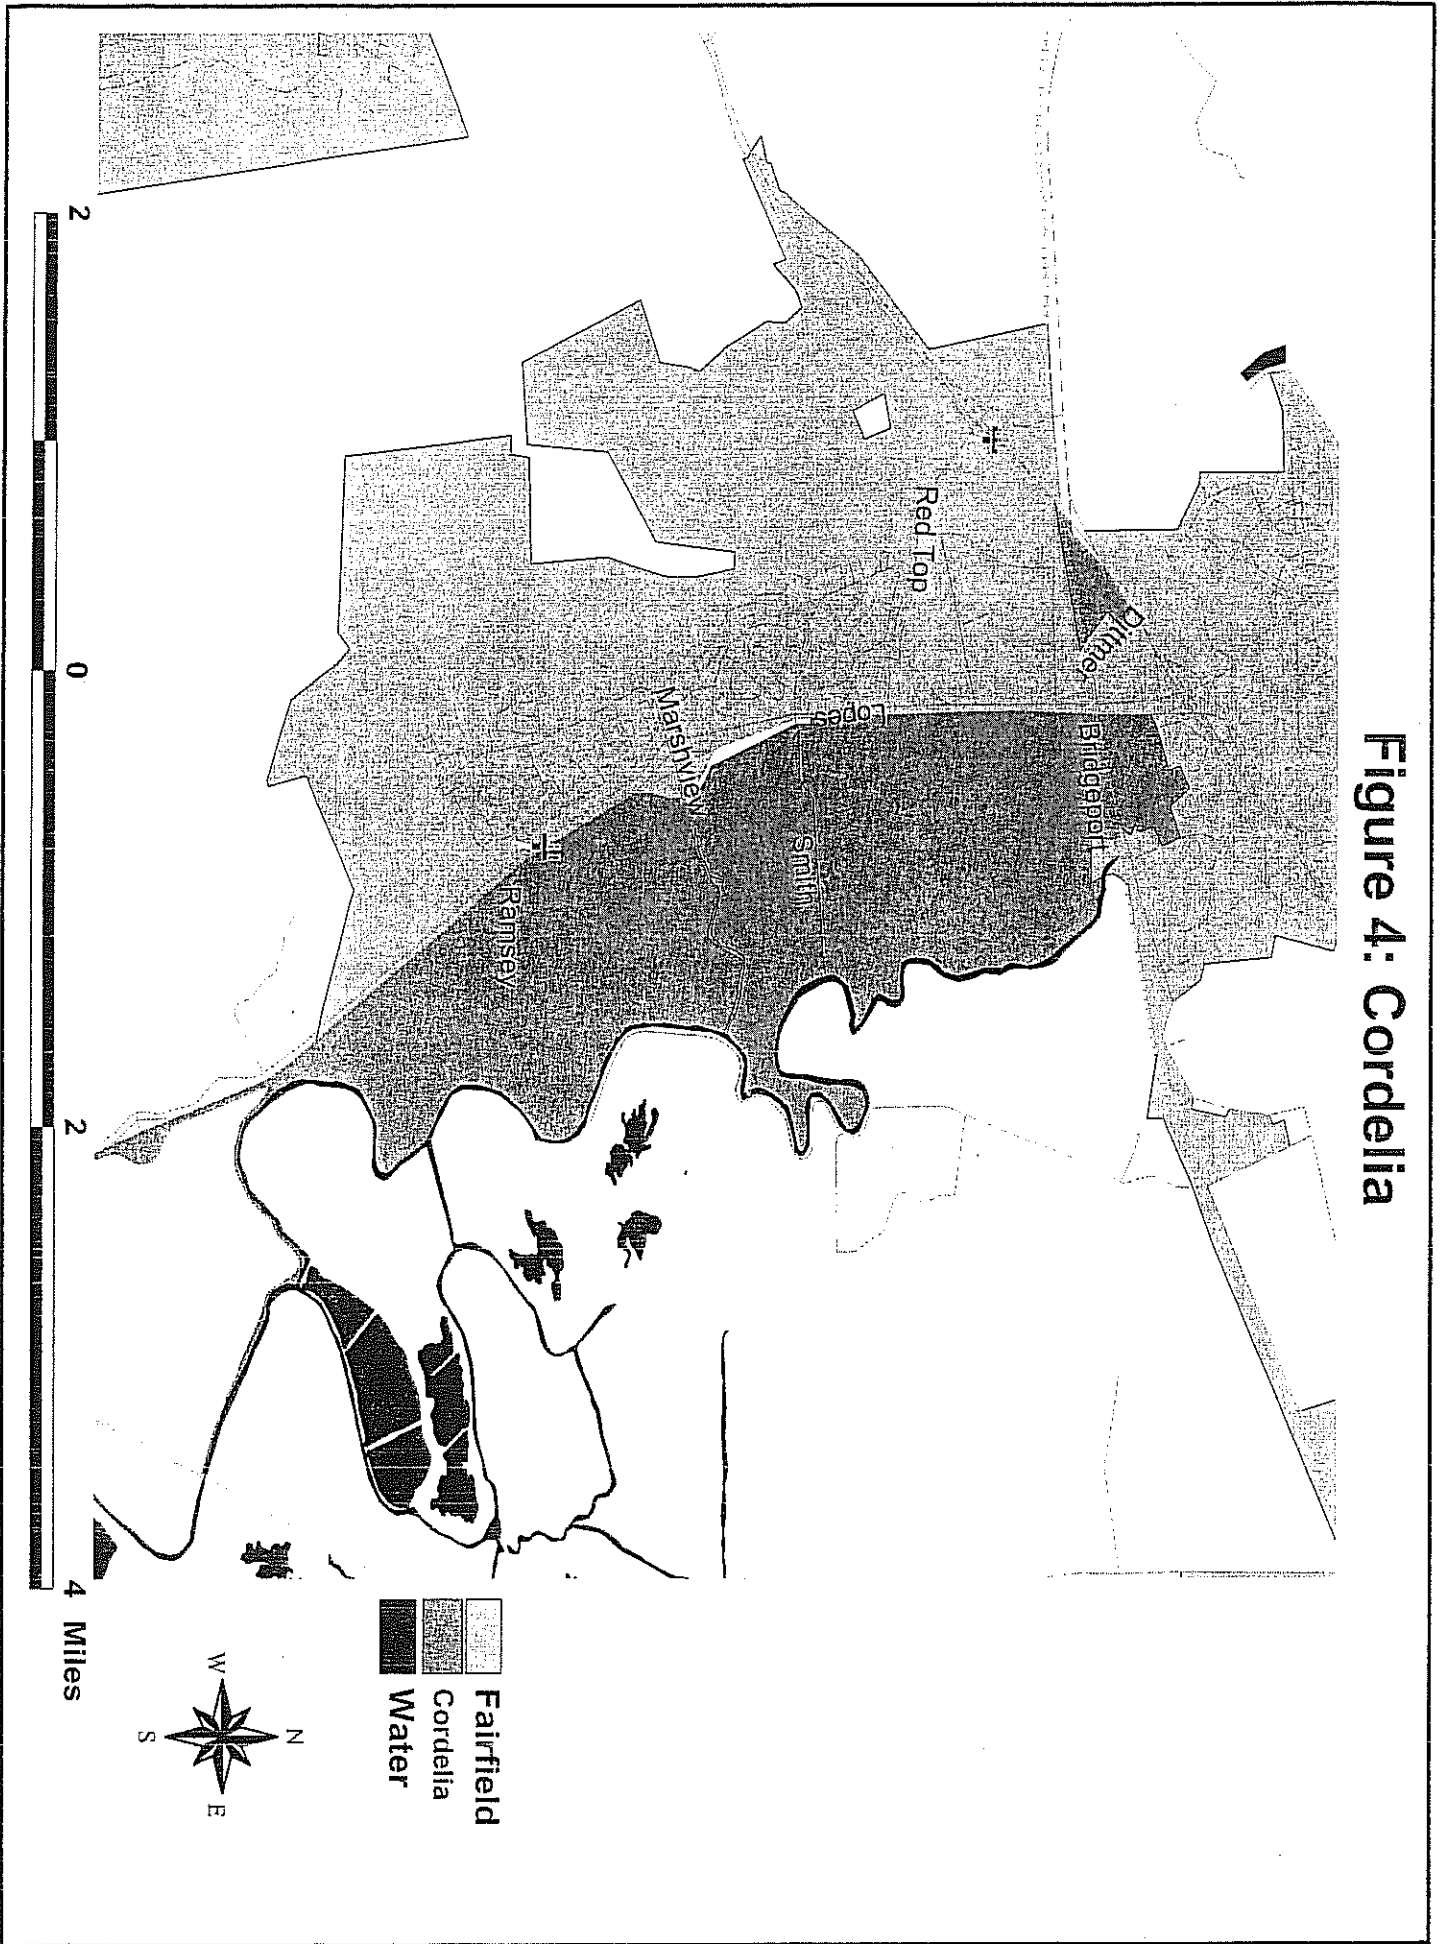 Figure 4: Cordelia
Dittmer
Bridgeport
Red Top
Lopes
Smith
Marshview
Ramsey
2 0 2 4 Miles
Fairfield
Cordelia
Water
N
W E
S